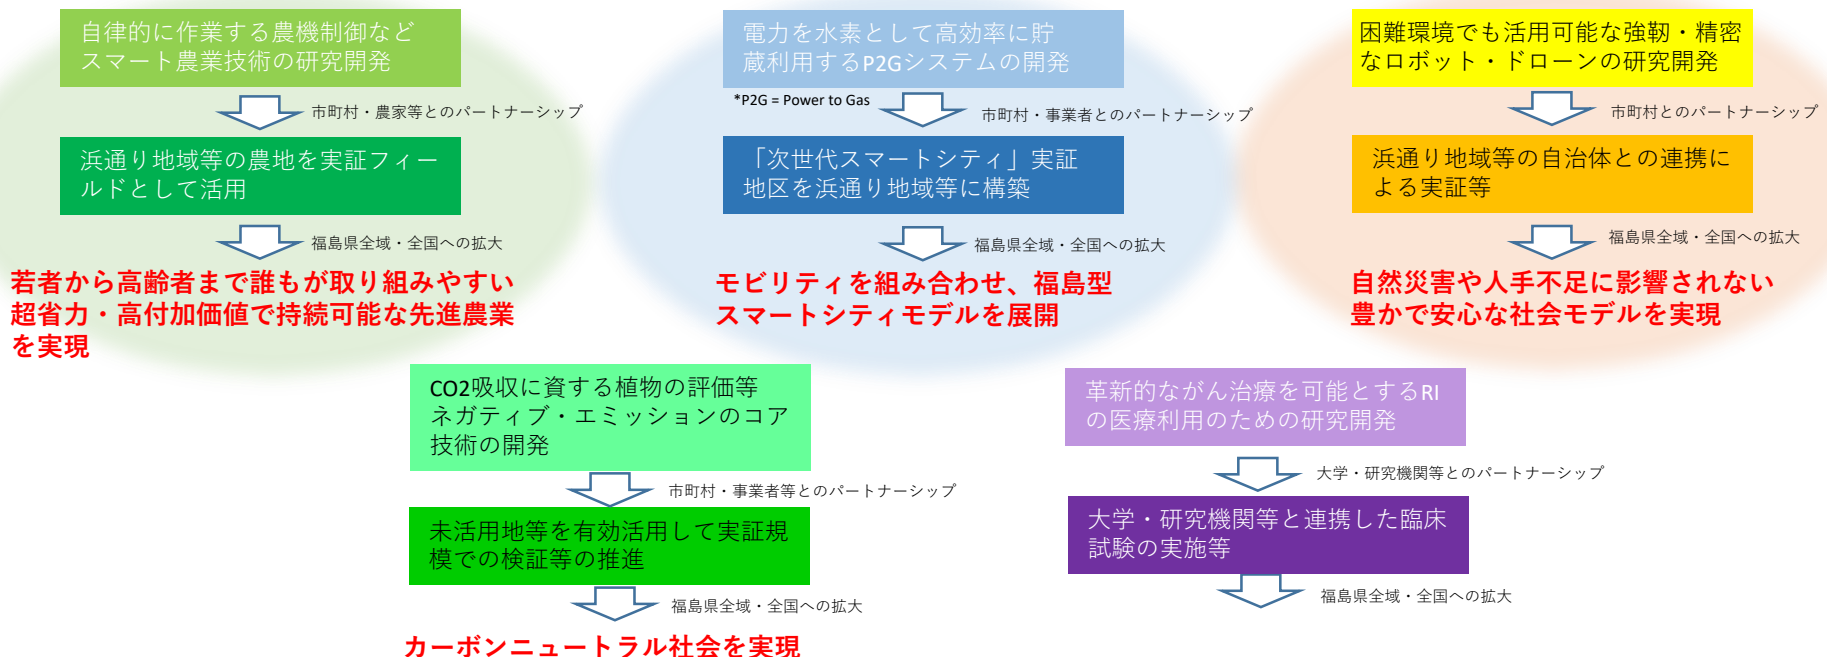 自律的に作業する農機制御など
スマート農業技術の研究開発
市町村・農家等とのパートナーシップ
浜通り地域等の農地を実証フィー
ルドとして活用
福島県全域・全国への拡大
若者から高齢者まで誰もが取り組みやすい
超省力・高付加価値で持続可能な先進農業
を実現
電力を水素として高効率に貯
蔵利用するP2Gシステムの開発
*P2G = Power to Gas
市町村・事業者とのパートナーシップ
「次世代スマートシティ」実証
地区を浜通り地域等に構築
福島県全域・全国への拡大
モビリティを組み合わせ、福島型
スマートシティモデルを展開
困難環境でも活用可能な強靭・精密
なロボット・ドローンの研究開発
市町村とのパートナーシップ
浜通り地域等の自治体との連携に
よる実証等
福島県全域・全国への拡大
自然災害や人手不足に影響されない
豊かで安心な社会モデルを実現
CO2吸収に資する植物の評価等
ネガティブ・エミッションのコア
技術の開発
市町村・事業者等とのパートナーシップ
未活用地等を有効活用して実証規
模での検証等の推進
福島県全域・全国への拡大
カーボンニュートラル社会を実現
革新的ながん治療を可能とするRI
の医療利用のための研究開発
大学・研究機関等とのパートナーシップ
大学・研究機関等と連携した臨床
試験の実施等
福島県全域・全国への拡大